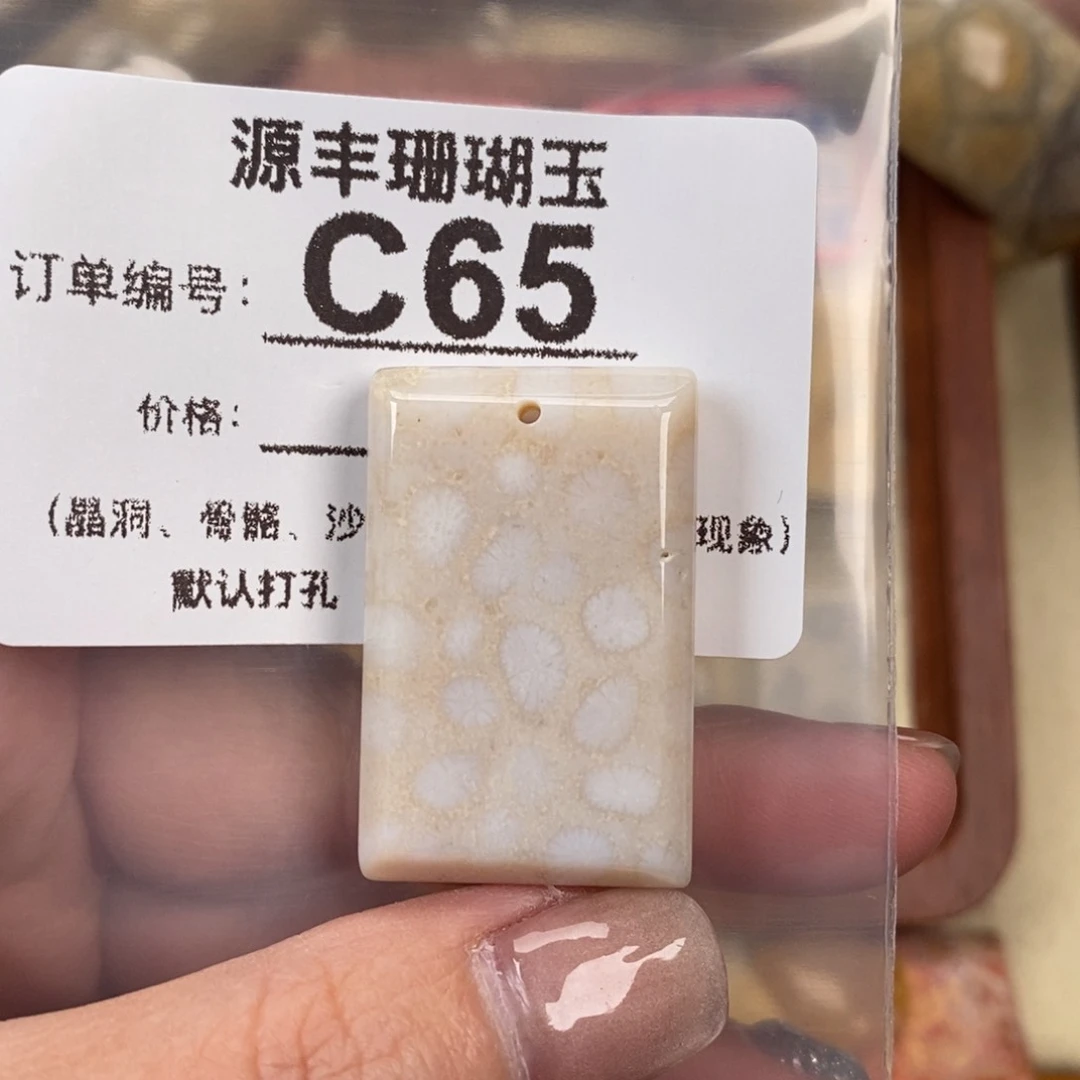 源丰珊瑚玉
订单编号: C65
价格:
(晶洞、骨骼、沙 现象)
默认打孔